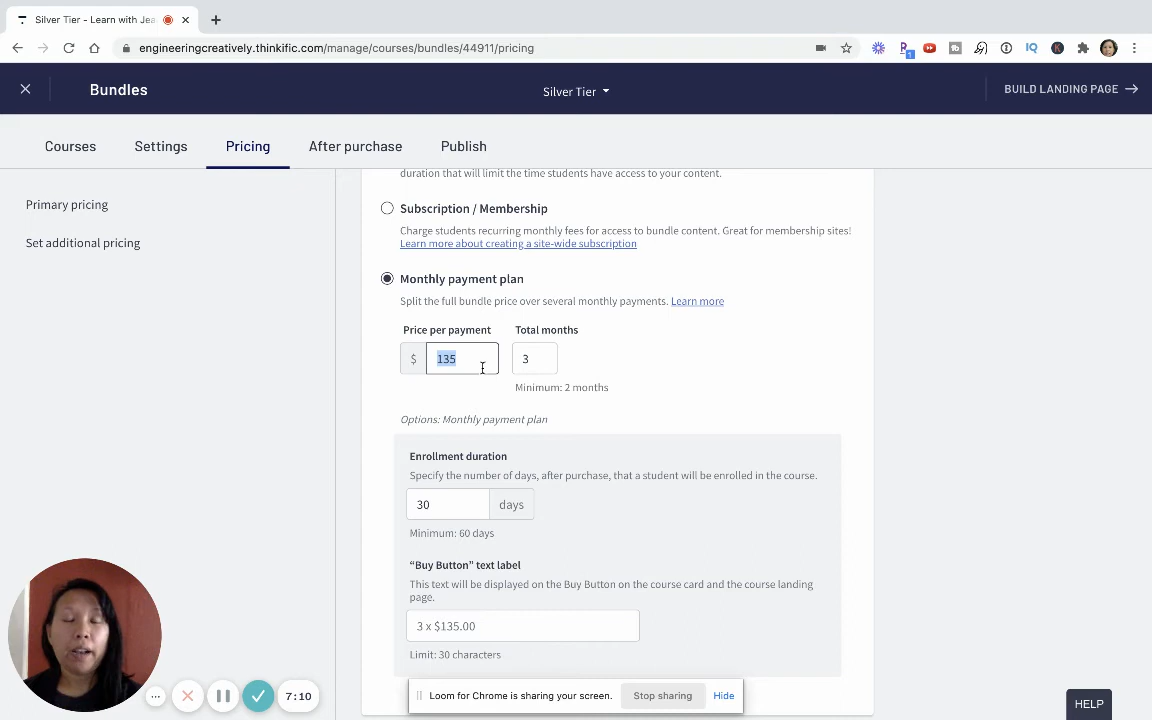 Silver Tier - Learn with Jea
engineeringcreatively.thinkific.com/manage/courses/bundles/44911/pricing
1
IQ
K
Bundles
Silver Tier
BUILD LANDING PAGE
Courses
Settings
Pricing
After purchase
Publish
Primary pricing
Set additional pricing
duration that will limit the time students have access to your content.
Subscription / Membership
Charge students recurring monthly fees for access to bundle content. Great for membership sites!
Learn more about creating a site-wide subscription
Monthly payment plan
Split the full bundle price over several monthly payments. Learn more
Price per payment
Total months
$ 135
3
Minimum: 2 months
Options: Monthly payment plan
Enrollment duration
Specify the number of days, after purchase, that a student will be enrolled in the course.
30 days
Minimum: 60 days
“Buy Button” text label
This text will be displayed on the Buy Button on the course card and the course landing
page.
3 x $135.00
Limit: 30 characters
7:10
Loom for Chrome is sharing your screen.
Stop sharing
Hide
HELP